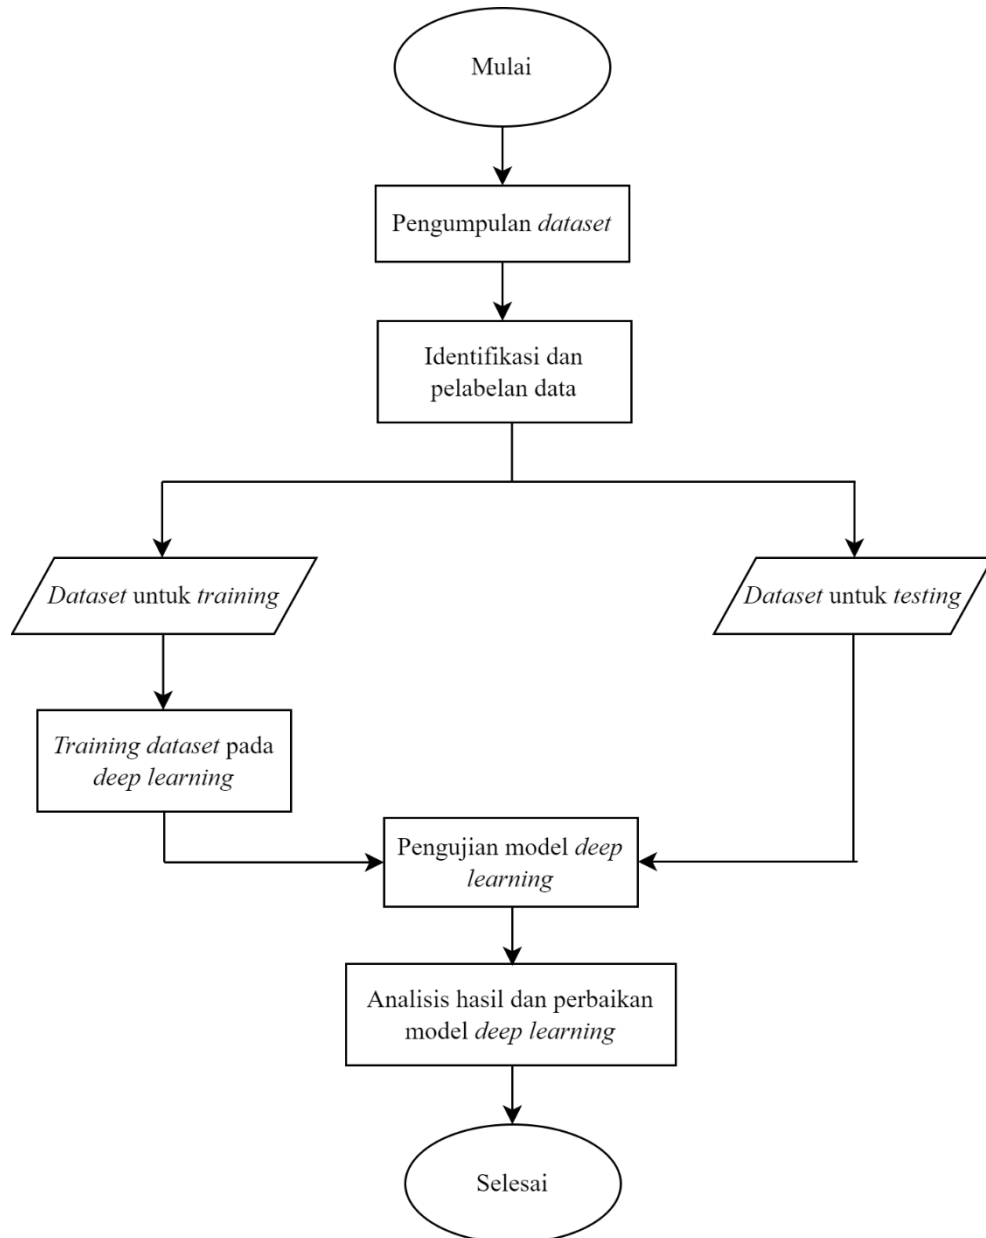 Mulai
Pengumpulan dataset
Identifikasi dan
pelabelan data
Dataset untuk training
Dataset untuk testing
Training dataset pada
deep learning
Pengujian model deep
learning
Analisis hasil dan perbaikan
model deep learning
Selesai